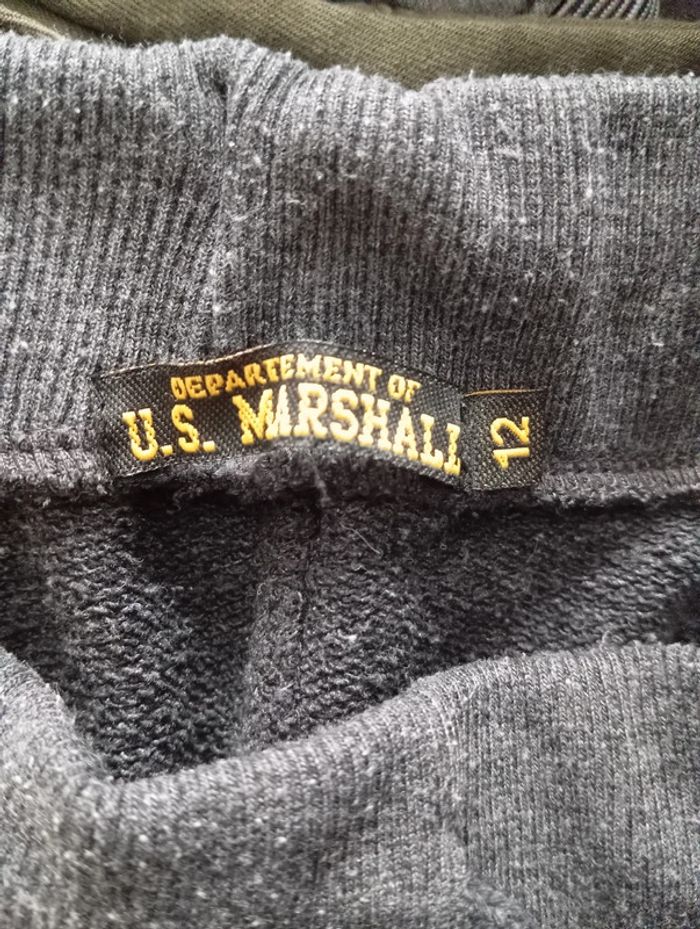 DEPARTEMENT OF
U.S. MARSHALL
12